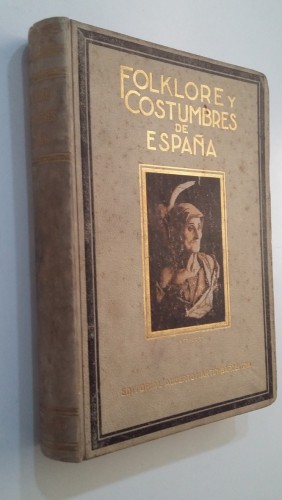 FOLKLORE Y
COSTUMBRES
DE
ESPAÑA